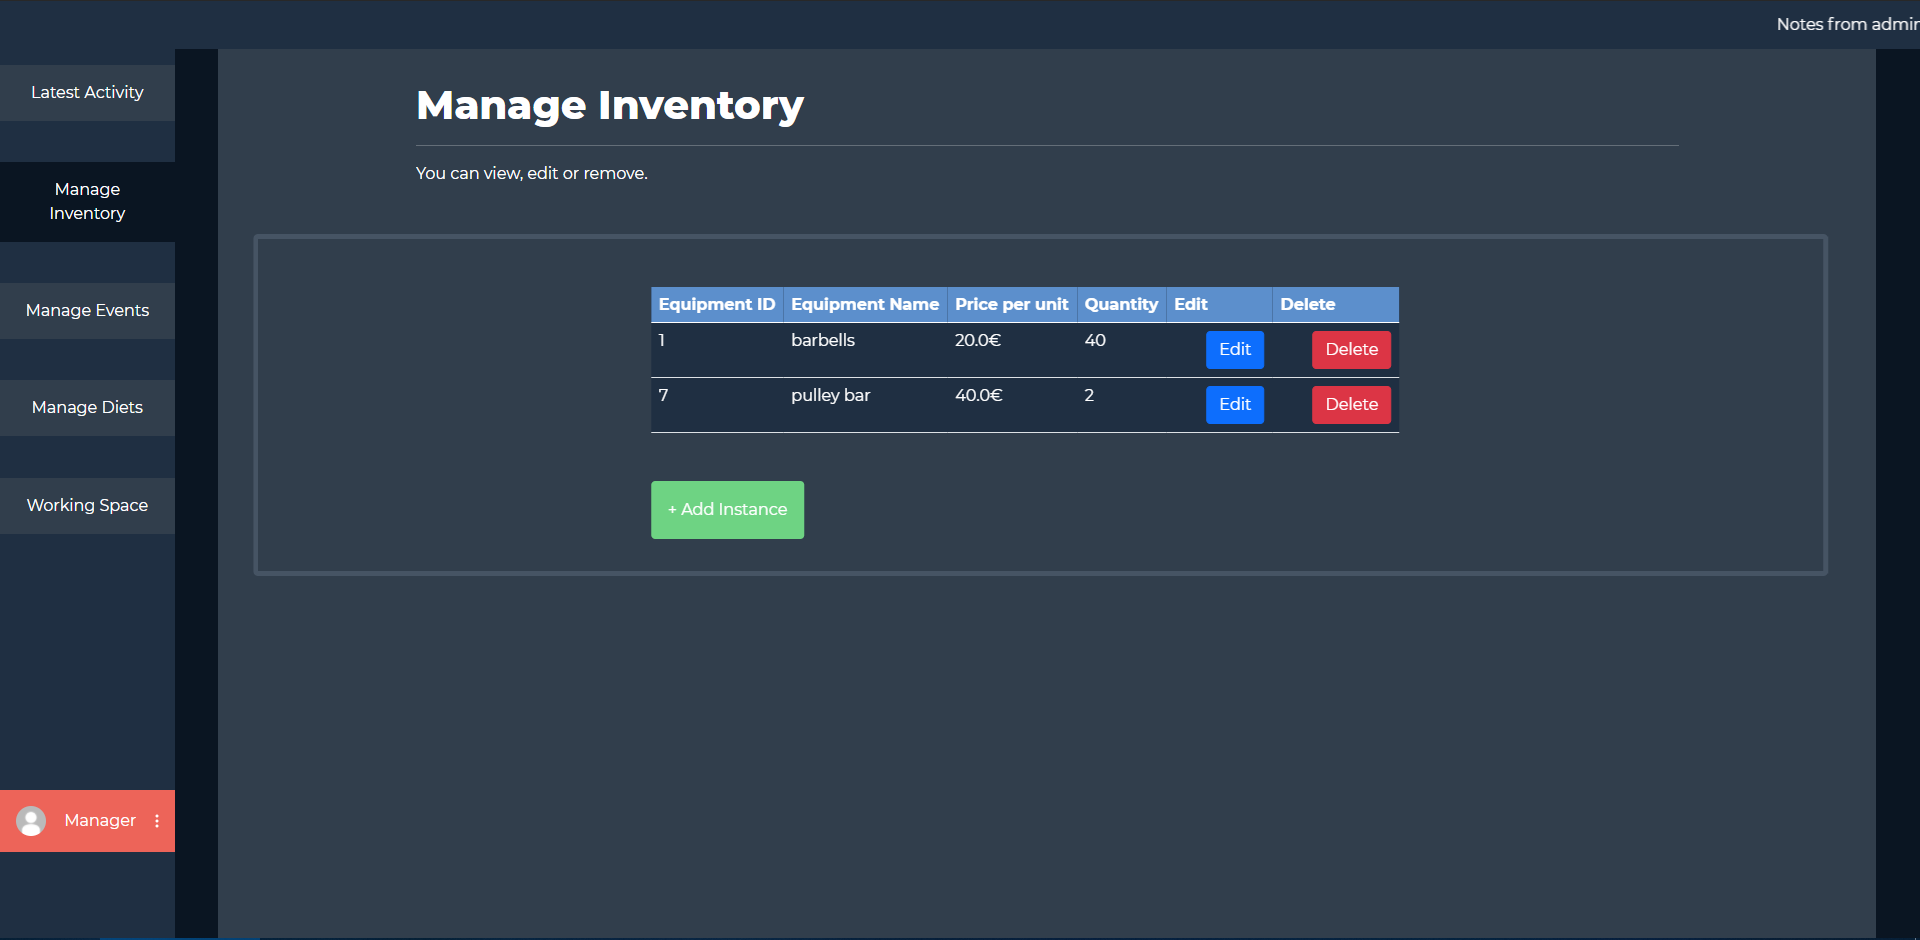 Notes from admin
Latest Activity
Manage
Inventory
Manage Events
Manage Diets
Working Space
Manager
Manage Inventory
You can view, edit or remove.
Equipment ID Equipment Name Price per unit Quantity Edit Delete
1 barbells 20.0€ 40 Edit Delete
7 pulley bar 40.0€ 2 Edit Delete
+ Add Instance